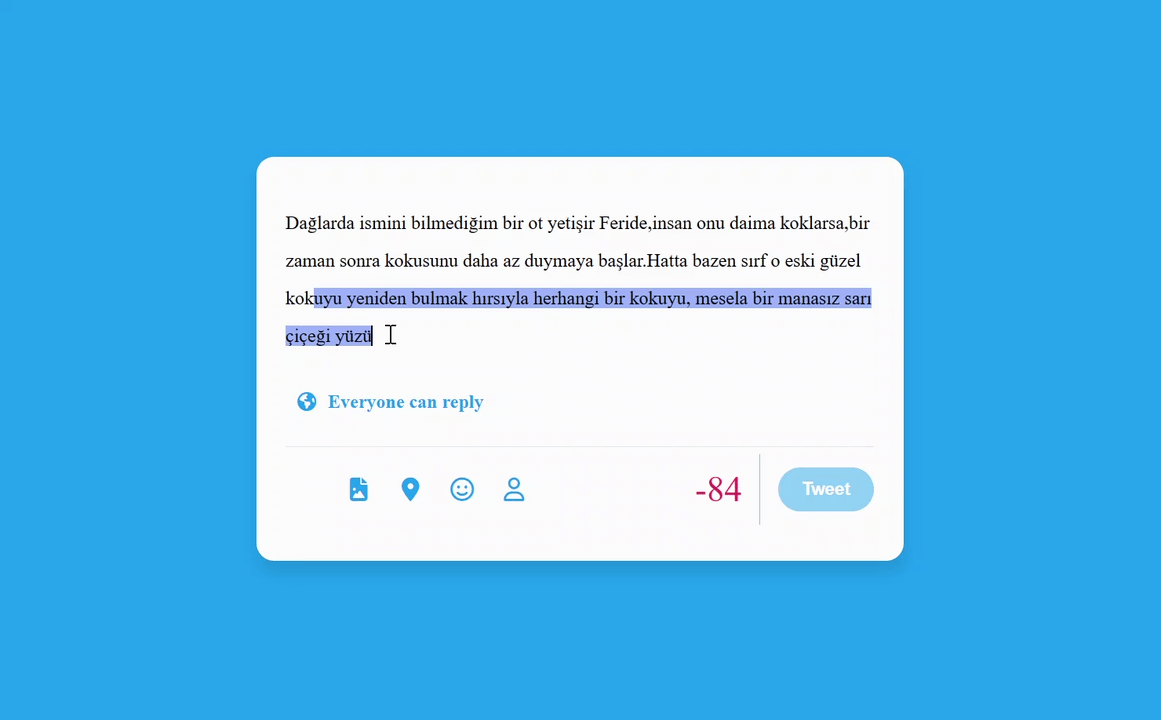 Dağlarda ismini bilmediğim bir ot yetişir Feride,insan onu daima koklarsa,bir
zaman sonra kokusunu daha az duymaya başlar.Hatta bazen sırf o eski güzel
kokuyu yeniden bulmak hırsıyla herhangi bir kokuyu, mesela bir manasız sarı
çiçeği yüzü
Everyone can reply
-84
Tweet